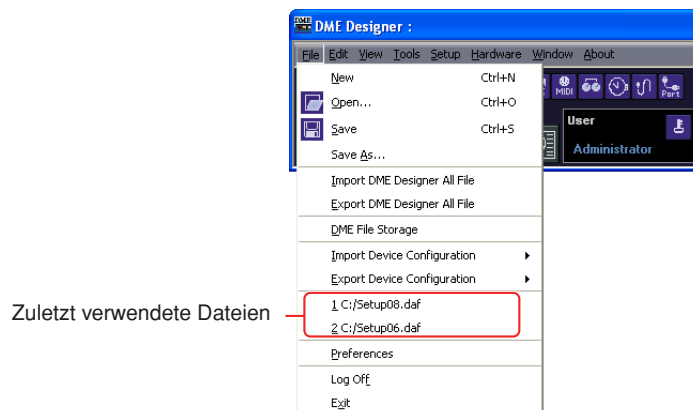 DME Designer :
File Edit View Tools Setup Hardware Window About
New Ctrl+N
Open... Ctrl+O
Save Ctrl+S
Save As...
Import DME Designer All File
Export DME Designer All File
DME File Storage
Import Device Configuration
Export Device Configuration
1 C:/Setup08.daf
2 C:/Setup06.daf
Preferences
Log Off
Exit
MIDI
Port
User
Administrator
Zuletzt verwendete Dateien